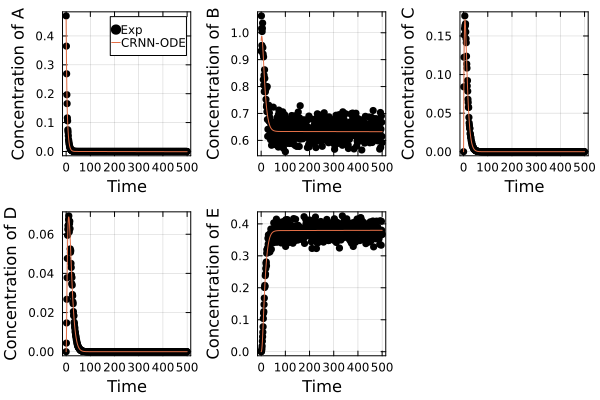 Concentration of A
0.4
0.3
0.2
0.1
0.0
Exp
CRNN-ODE
0 100 200 300 400 500
Time
Concentration of B
1.0
0.9
0.8
0.7
0.6
0 100 200 300 400 500
Time
Concentration of C
0.15
0.10
0.05
0.00
0 100 200 300 400 500
Time
Concentration of D
0.06
0.04
0.02
0.00
0 100 200 300 400 500
Time
Concentration of E
0.4
0.3
0.2
0.1
0.0
0 100 200 300 400 500
Time